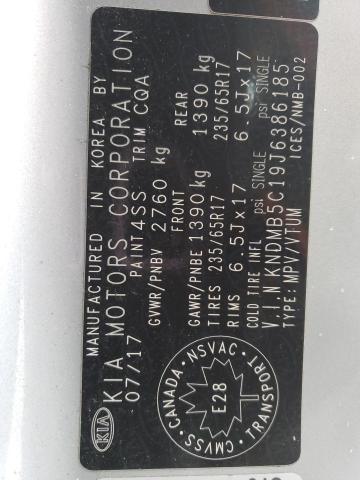 MANUFACTURED IN KOREA BY
KIA KIA MOTORS CORPORATION
07/17 PAINT 4SS TRIM CQA
GVWR/PNBV 2760 kg
FRONT REAR
GAWR/PNBE 1390 kg 1390 kg
TIRES 235/65R17 235/65R17
RIMS 6.5Jx17 6.5Jx17
COLD TIRE INFL psi SINGLE psi SINGLE
V.I.N KNDMB5C19J6386185
TYPE:MPV/VTUM ICES/NMB-002
CANADA · NSVAC · TRANSPORT · CMVSS ·
E28